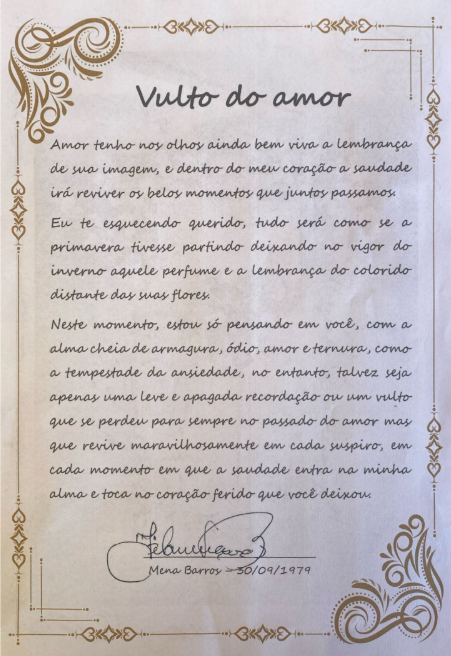 Vulto do amor
Amor tenho nos olhos ainda bem viva a lembrança
de sua imagem, e dentro do meu coração a saudade
irá reviver os belos momentos que juntos passamos.
Eu te esquecendo querido, tudo será como se a
primavera tivesse partindo deixando no vigor do
inverno aquele perfume e a lembrança do colorido
distante das suas flores.
Neste momento, estou só pensando em você, com a
alma cheia de armagura, ódio, amor e ternura, como
a tempestade da ansiedade, no entanto, talvez seja
apenas uma leve e apagada recordação ou um vulto
que se perdeu para sempre no passado do amor mas
que revive maravilhosamente em cada suspiro, em
cada momento em que a saudade entra na minha
alma e toca no coração ferido que você deixou.
Mena Barros - 30/09/1979